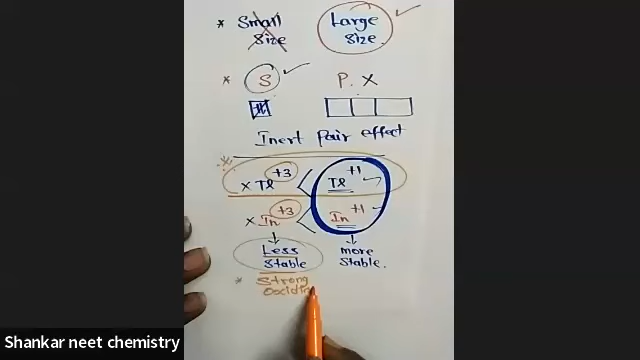 * Small Large
Size Size.
* S P. X
Inert Pair effect
*
x Tl +3 Tl +1
x In +3 In +1
Less more
Stable Stable.
* Strong
Shankar neet chemistry